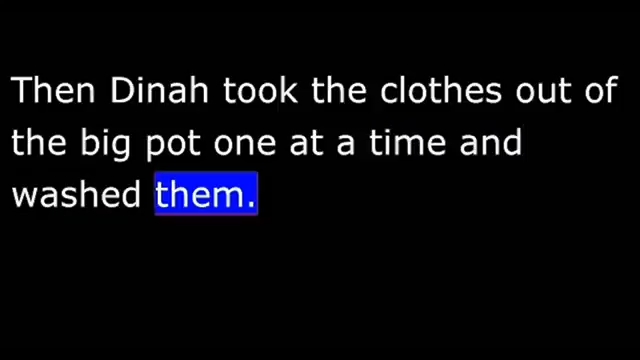 Then Dinah took the clothes out of
the big pot one at a time and
washed them.